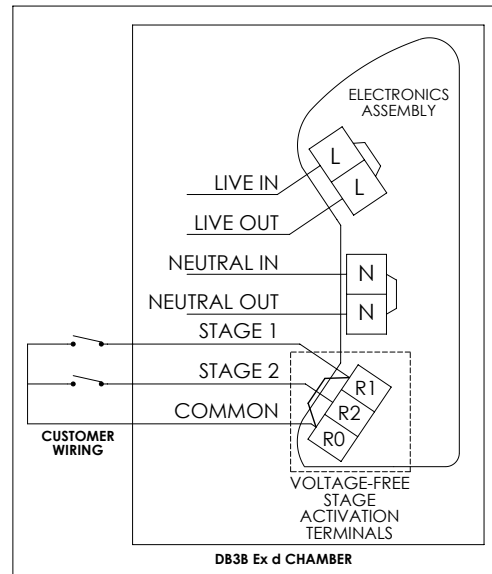 ELECTRONICS
ASSEMBLY
L
L
LIVE IN
LIVE OUT
NEUTRAL IN
N
NEUTRAL OUT
N
STAGE 1
STAGE 2
COMMON
R1
R2
R0
CUSTOMER
WIRING
VOLTAGE-FREE
STAGE
ACTIVATION
TERMINALS
DB3B Ex d CHAMBER